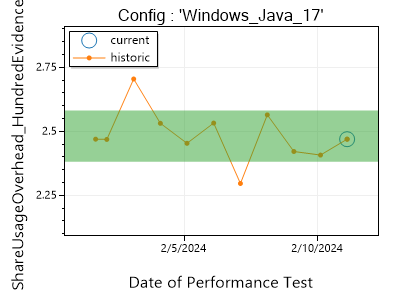 Config : 'Windows_Java_17'
ShareUsageOverhead_HundredEvidence
current
historic
2.75
2.5
2.25
2/5/2024
2/10/2024
Date of Performance Test